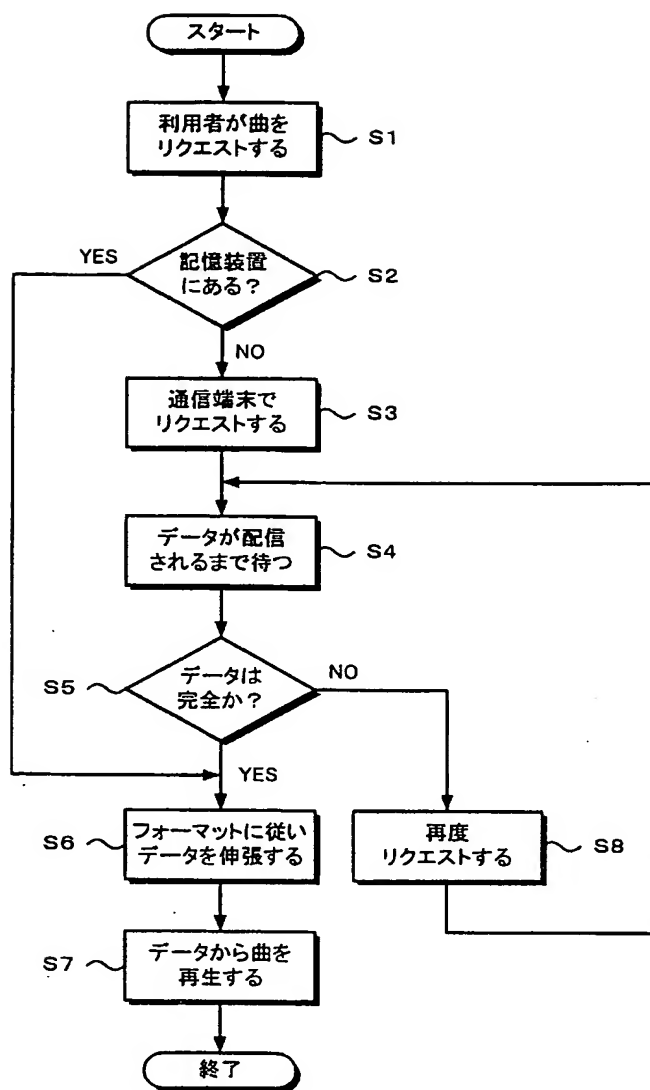 スタート
利用者が曲を
リクエストする
S1
YES
記憶装置
にある?
S2
NO
通信端末で
リクエストする
S3
データが配信
されるまで待つ
S4
S5
データは
完全か?
NO
YES
S6
フォーマットに従い
データを伸張する
再度
リクエストする
S8
S7
データから曲を
再生する
終了